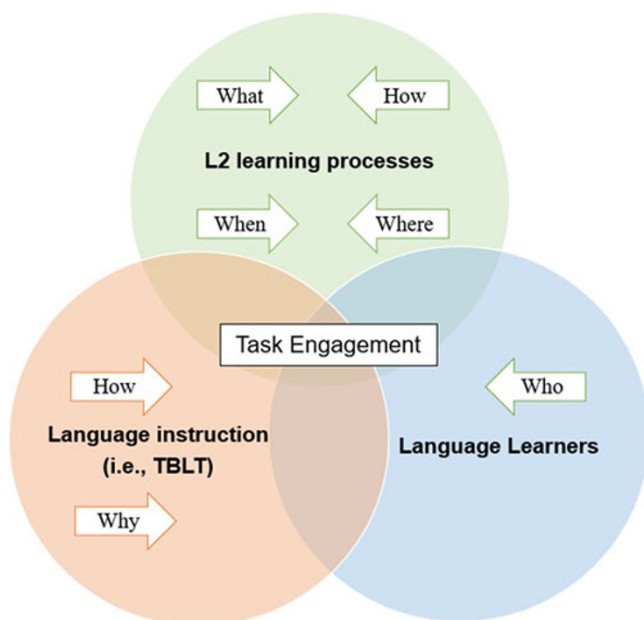 What
How
L2 learning processes
When
Where
Task Engagement
How
Who
Language instruction
(i.e., TBLT)
Language Learners
Why